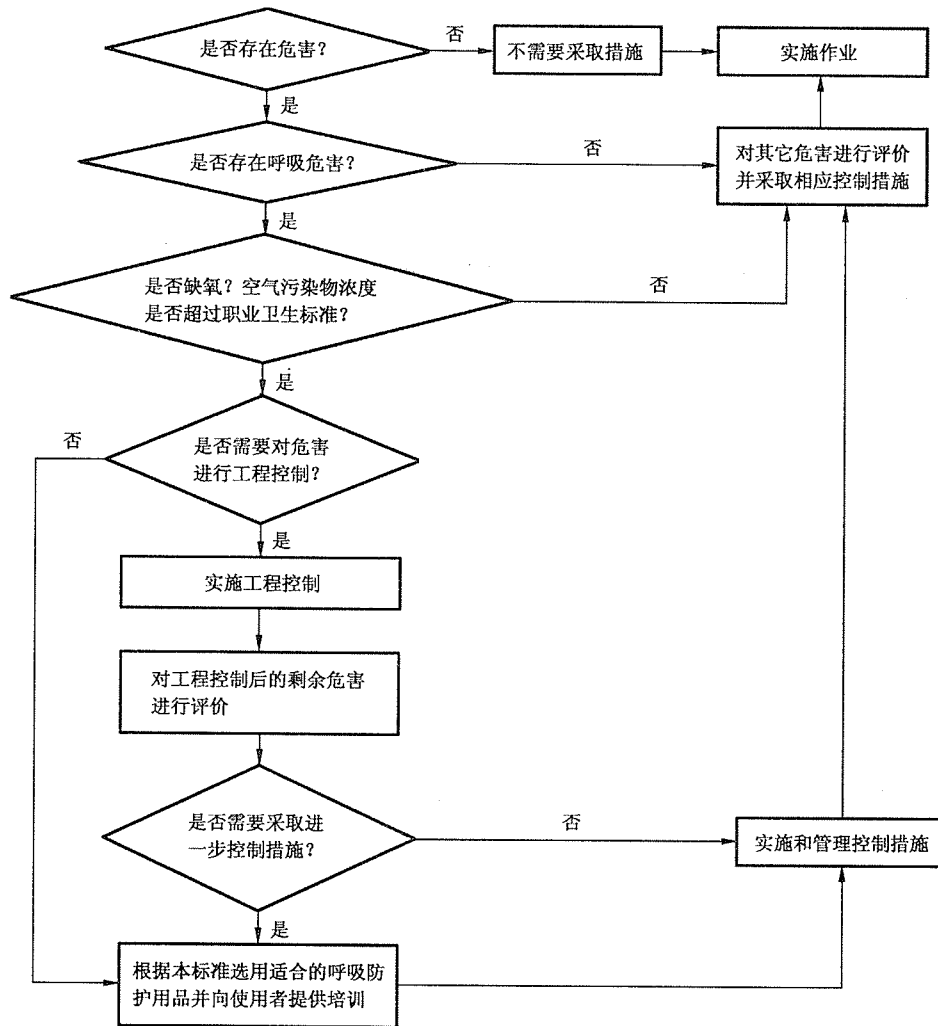 是否存在危害？
否
不需要采取措施
实施作业
是
是否存在呼吸危害？
否
对其它危害进行评价
并采取相应控制措施
是
是否缺氧？空气污染物浓度
是否超过职业卫生标准？
否
是
否
是否需要对危害
进行工程控制？
是
实施工程控制
对工程控制后的剩余危害
进行评价
是否需要采取进
一步控制措施？
否
实施和管理控制措施
是
根据本标准选用适合的呼吸防
护用品并向使用者提供培训